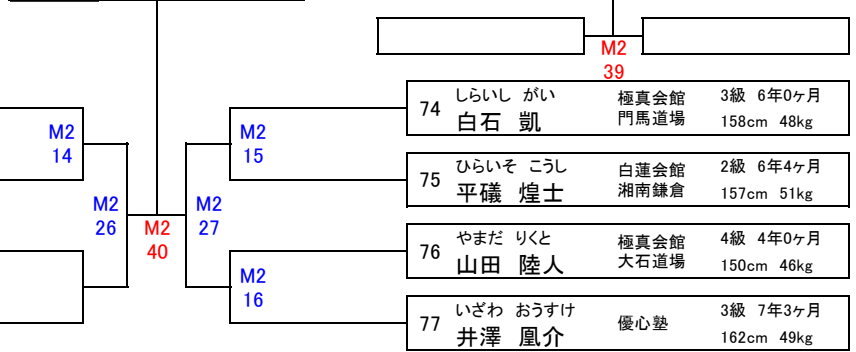 M2
39
74 しらいし がい 極真会館 3級 6年0ヶ月
白石 凱 門馬道場 158cm 48kg
M2
14
M2
15
75 ひらいそ こうし 白蓮会館 2級 6年4ヶ月
平礒 煌士 湘南鎌倉 157cm 51kg
M2
26
M2
40
M2
27
76 やまだ りくと 極真会館 4級 4年0ヶ月
山田 陸人 大石道場 150cm 46kg
M2
16
77 いざわ おうすけ 優心塾 3級 7年3ヶ月
井澤 凰介 162cm 49kg